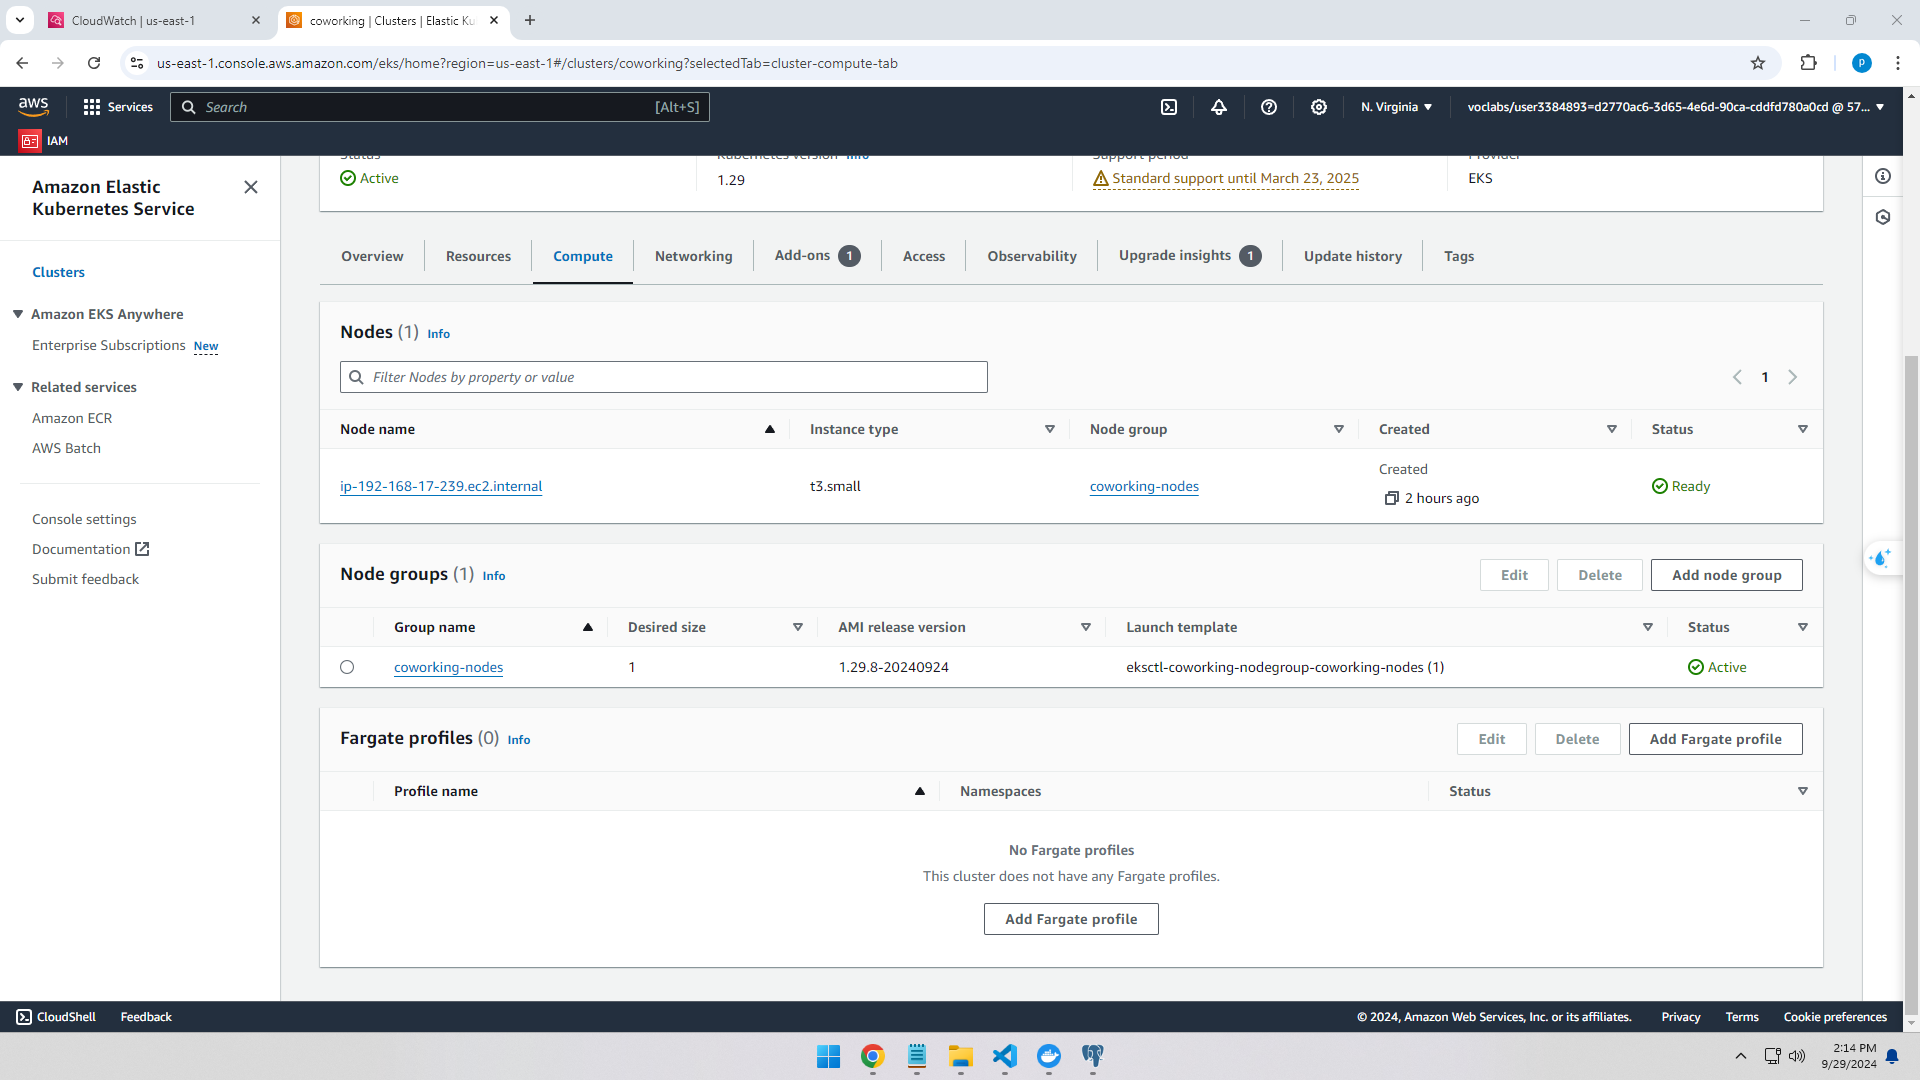 CloudWatch | us-east-1
coworking | Clusters | Elastic Ku
us-east-1.console.aws.amazon.com/eks/home?region=us-east-1#/clusters/coworking?selectedTab=cluster-compute-tab
P
aws
Services
Search
[Alt+S]
N. Virginia
voclabs/user3384893=d2770ac6-3d65-4e6d-90ca-cddfd780a0cd @ 57...
IAM
Amazon Elastic
Kubernetes Service
Clusters
Amazon EKS Anywhere
Enterprise Subscriptions New
Related services
Amazon ECR
AWS Batch
Console settings
Documentation
Submit feedback
Status
Kubernetes version Info
Support period
Provider
Active
1.29
Standard support until March 23, 2025
EKS
Overview
Resources
Compute
Networking
Add-ons 1
Access
Observability
Upgrade insights 1
Update history
Tags
Nodes (1) Info
Filter Nodes by property or value
1
Node name
Instance type
Node group
Created
Status
ip-192-168-17-239.ec2.internal
t3.small
coworking-nodes
Created
2 hours ago
Ready
Node groups (1) Info
Edit
Delete
Add node group
Group name
Desired size
AMI release version
Launch template
Status
coworking-nodes
1
1.29.8-20240924
eksctl-coworking-nodegroup-coworking-nodes (1)
Active
Fargate profiles (0) Info
Edit
Delete
Add Fargate profile
Profile name
Namespaces
Status
No Fargate profiles
This cluster does not have any Fargate profiles.
Add Fargate profile
CloudShell
Feedback
© 2024, Amazon Web Services, Inc. or its affiliates.
Privacy
Terms
Cookie preferences
2:14 PM
9/29/2024